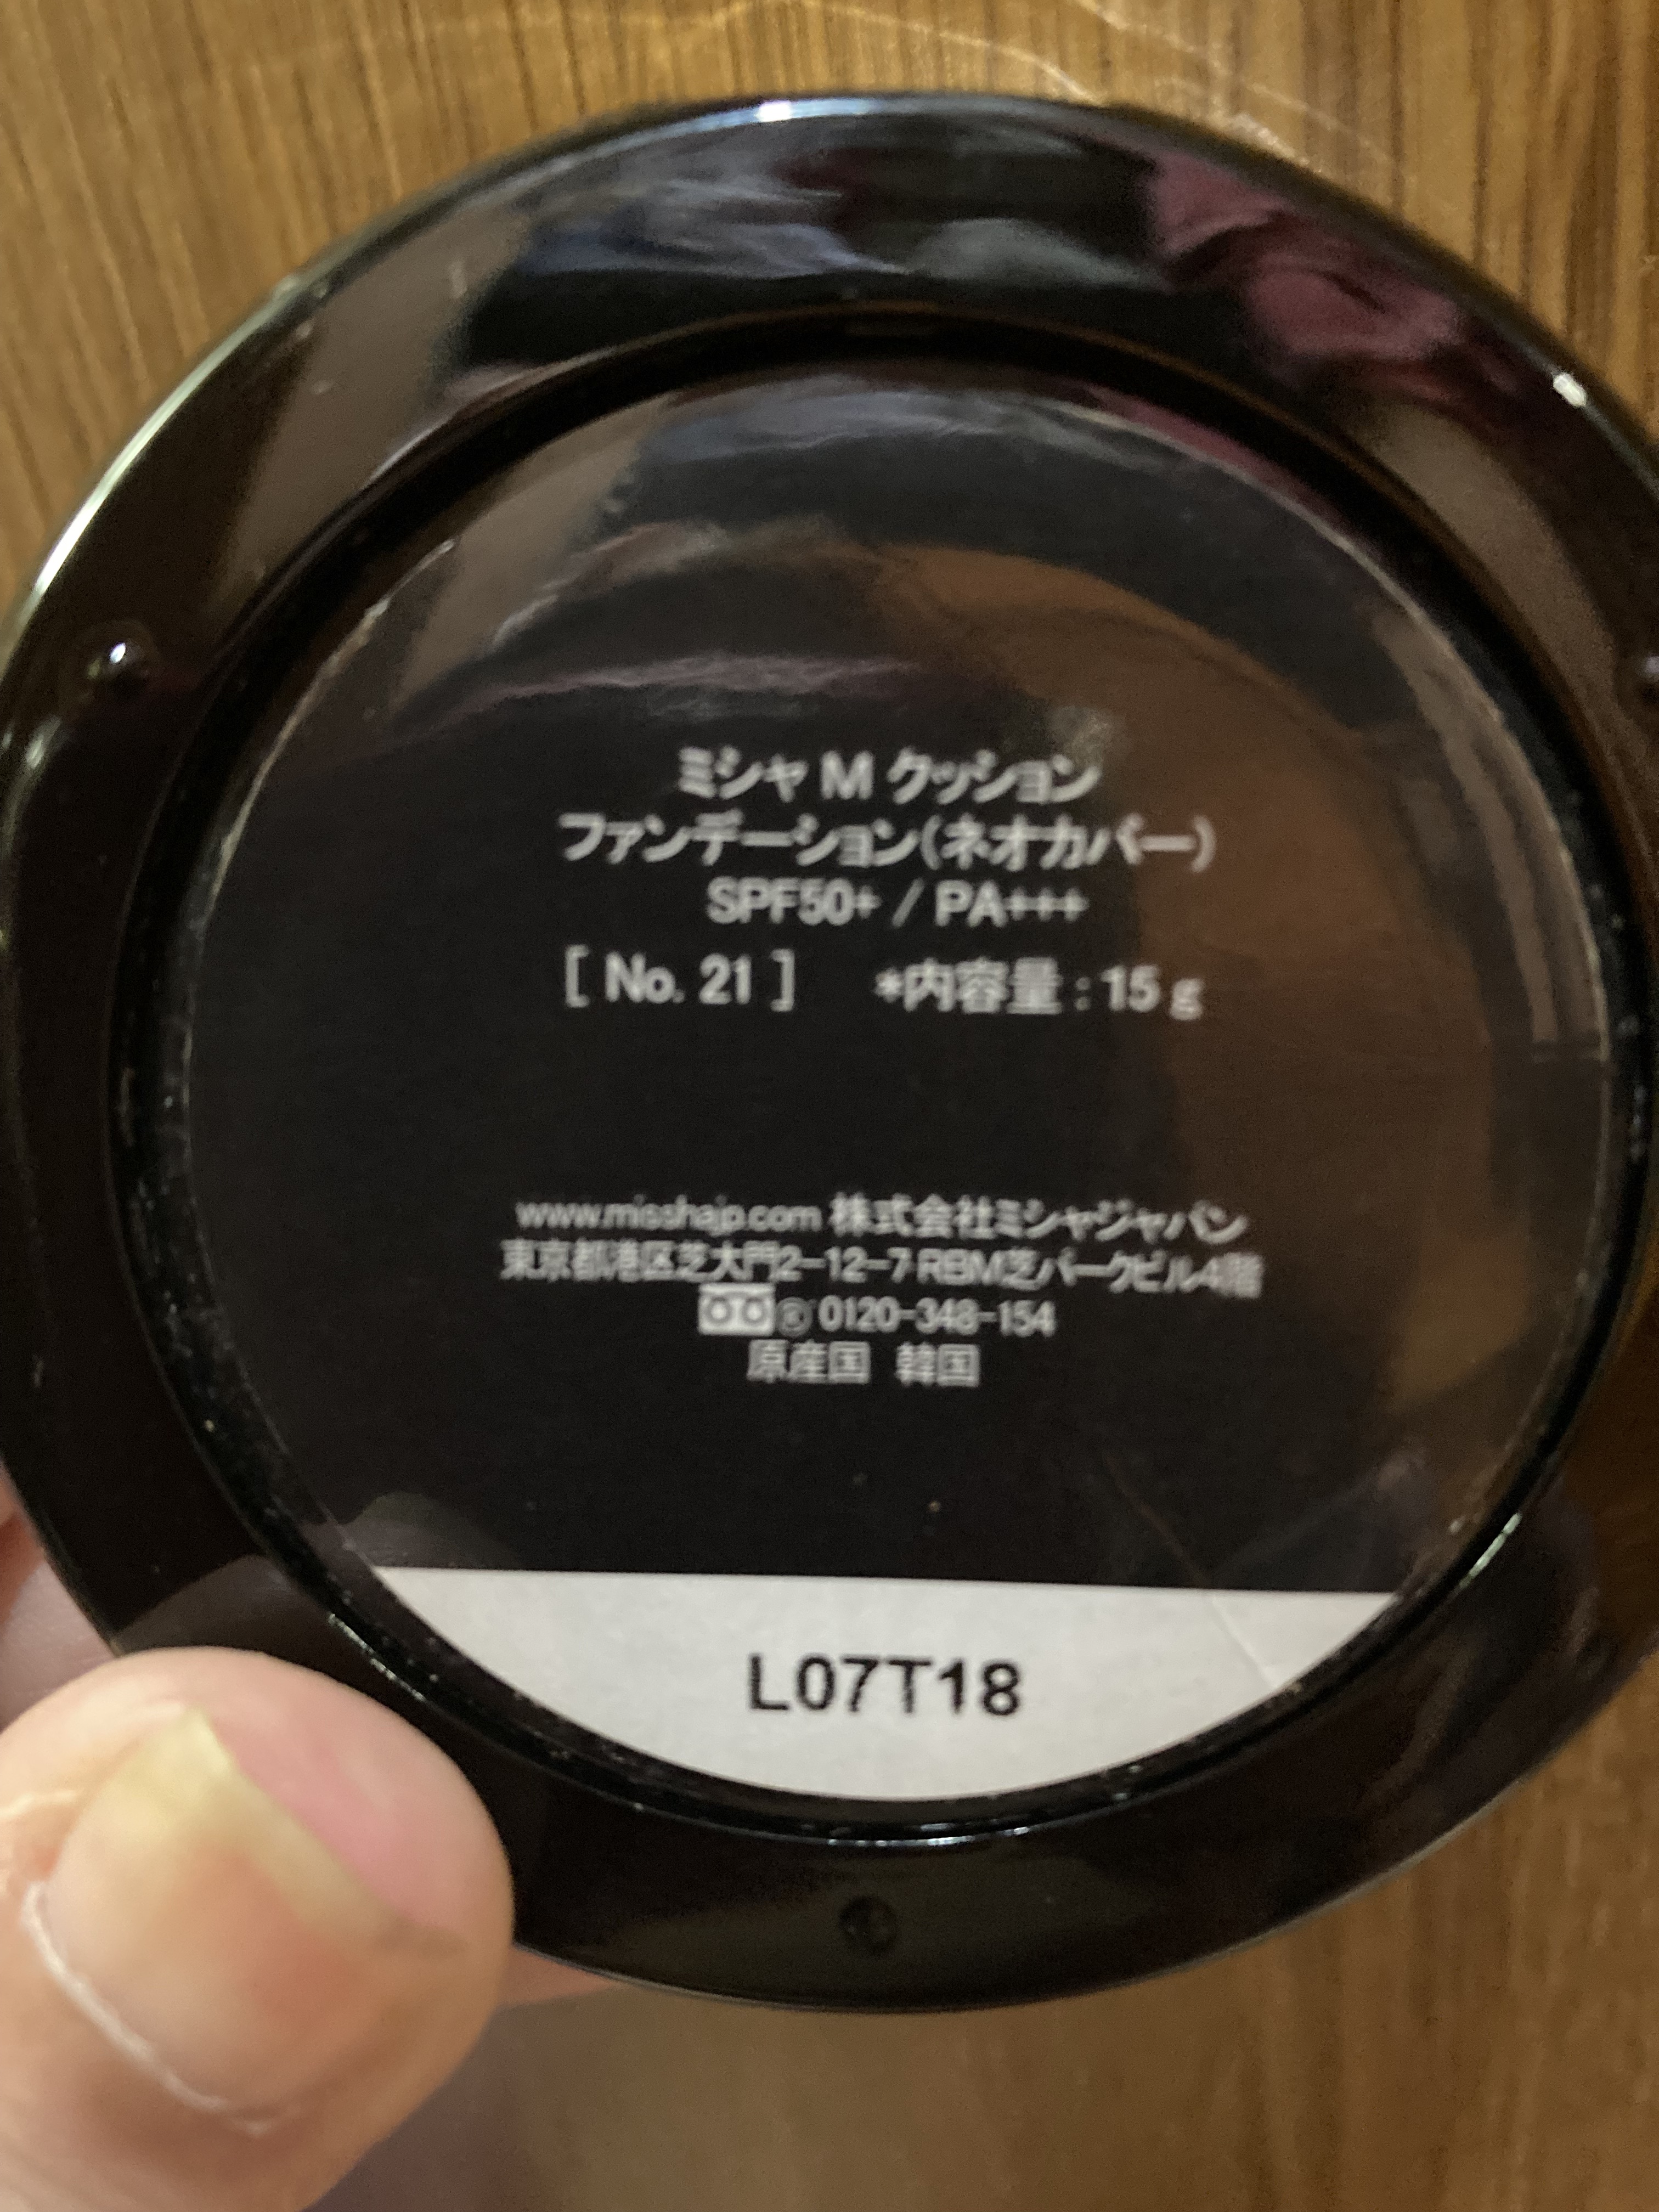 ミシャ M クッション
ファンデーション(ネオカバー)
SPF50+ / PA+++
[ No. 21 ] *内容量 : 15 g
www.misshajp.com 株式会社ミシャジャパン
東京都港区芝大門2-12-7 RBM芝パークビル4階
® 0120-348-154
原産国 韓国
L07T18